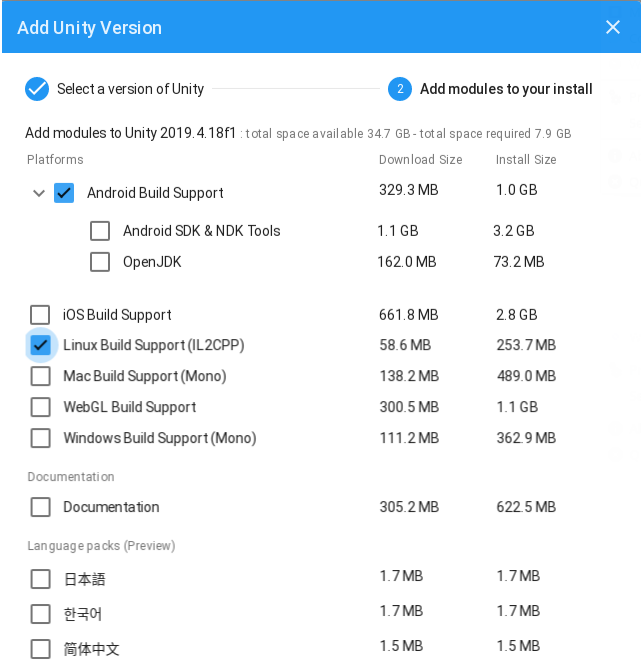 Add Unity Version
Select a version of Unity 2 Add modules to your install
Add modules to Unity 2019.4.18f1 : total space available 34.7 GB - total space required 7.9 GB
Platforms Download Size Install Size
Android Build Support 329.3 MB 1.0 GB
Android SDK & NDK Tools 1.1 GB 3.2 GB
OpenJDK 162.0 MB 73.2 MB
iOS Build Support 661.8 MB 2.8 GB
Linux Build Support (IL2CPP) 58.6 MB 253.7 MB
Mac Build Support (Mono) 138.2 MB 489.0 MB
WebGL Build Support 300.5 MB 1.1 GB
Windows Build Support (Mono) 111.2 MB 362.9 MB
Documentation
Documentation 305.2 MB 622.5 MB
Language packs (Preview)
日本語 1.7 MB 1.7 MB
한국어 1.7 MB 1.7 MB
简体中文 1.5 MB 1.5 MB